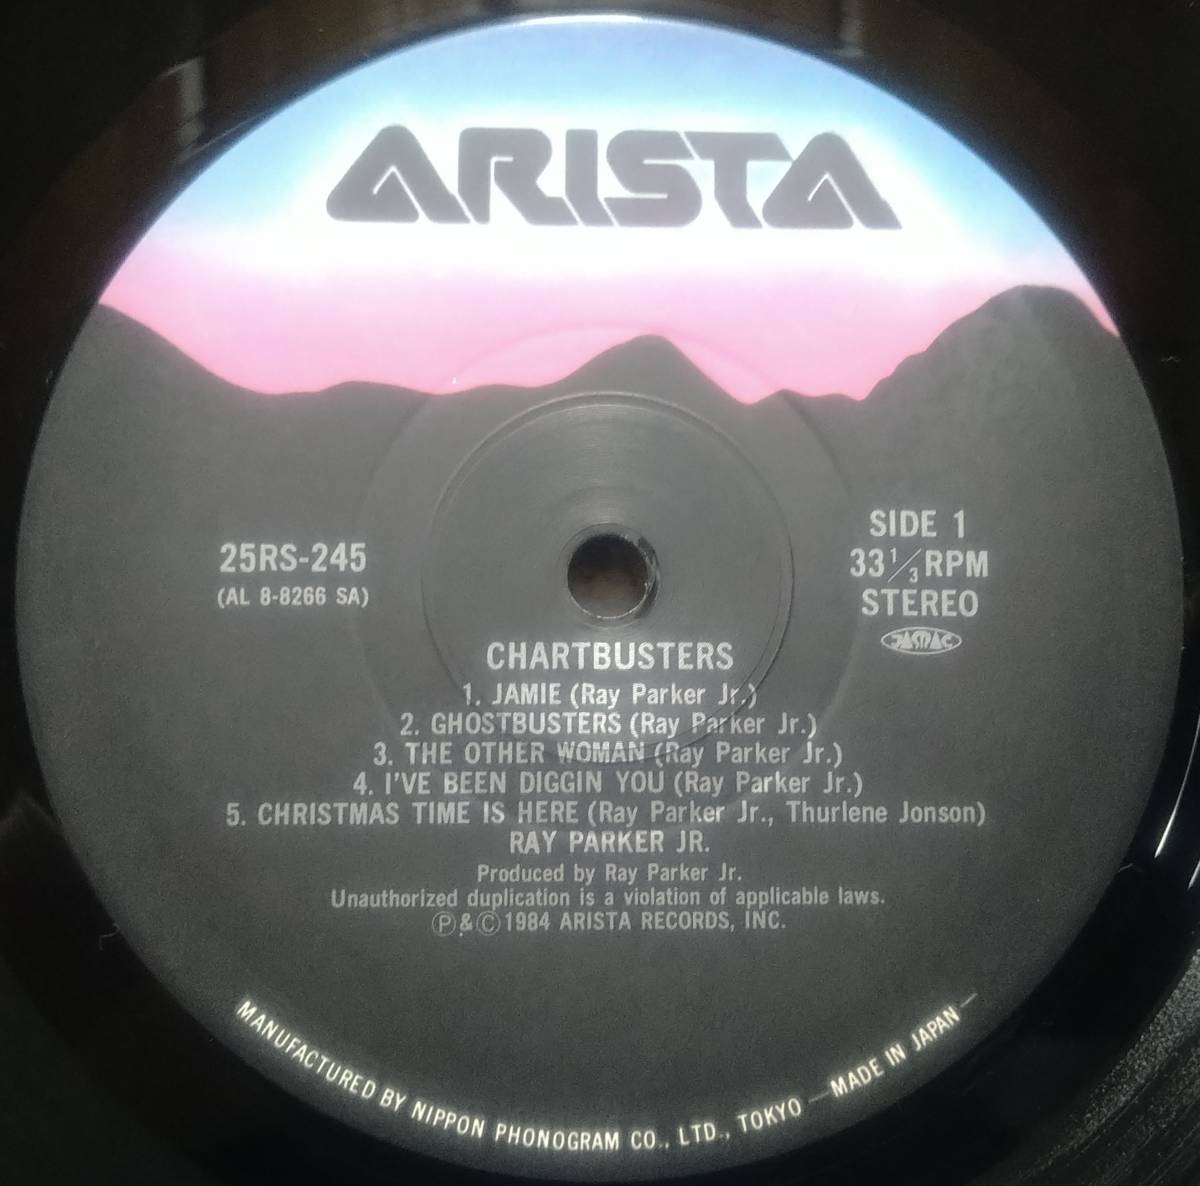 ARISTA
25RS-245
(AL 8-8266 SA)
SIDE 1
33 1/3 RPM
STEREO
JASRAC
CHARTBUSTERS
1. JAMIE (Ray Parker Jr.)
2. GHOSTBUSTERS (Ray Parker Jr.)
3. THE OTHER WOMAN (Ray Parker Jr.)
4. I'VE BEEN DIGGIN YOU (Ray Parker Jr.)
5. CHRISTMAS TIME IS HERE (Ray Parker Jr., Thurlene Jonson)
RAY PARKER JR.
Produced by Ray Parker Jr.
Unauthorized duplication is a violation of applicable laws.
Ⓟ&Ⓒ1984 ARISTA RECORDS, INC.
MANUFACTURED BY NIPPON PHONOGRAM CO., LTD., TOKYO — MADE IN JAPAN —